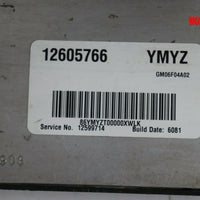 12605766 YMYZ
GM06F04A02
86YMYZT00000XWLK
Service No. 12599714 Build Date: 6081